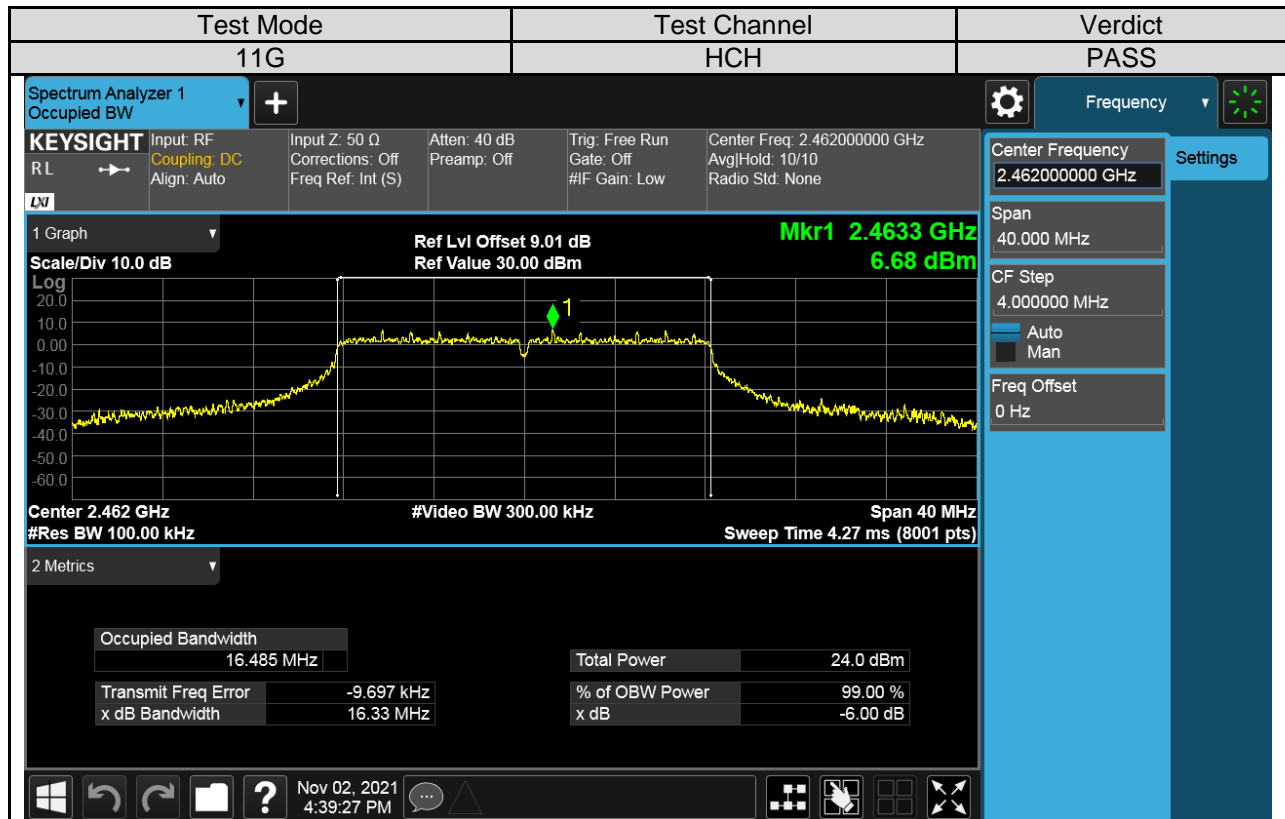 Test Mode Test Channel Verdict
11G HCH PASS
Spectrum Analyzer 1
Occupied BW
+
Frequency
KEYSIGHT Input: RF Input Z: 50 Ω Atten: 40 dB Trig: Free Run Center Freq: 2.462000000 GHz
RL Coupling: DC Corrections: Off Preamp: Off Gate: Off Avg|Hold: 10/10
Align: Auto Freq Ref: Int (S) #IF Gain: Low Radio Std: None
LXI
Center Frequency
2.462000000 GHz
Settings
Span
40.000 MHz
CF Step
4.000000 MHz
Auto
Man
Freq Offset
0 Hz
1 Graph Ref Lvl Offset 9.01 dB Mkr1 2.4633 GHz
Scale/Div 10.0 dB Ref Value 30.00 dBm 6.68 dBm
Log
20.0
10.0
0.00
-10.0
-20.0
-30.0
-40.0
-50.0
-60.0
1
Center 2.462 GHz #Video BW 300.00 kHz Span 40 MHz
#Res BW 100.00 kHz Sweep Time 4.27 ms (8001 pts)
2 Metrics
Occupied Bandwidth
16.485 MHz Total Power 24.0 dBm
Transmit Freq Error -9.697 kHz % of OBW Power 99.00 %
x dB Bandwidth 16.33 MHz x dB -6.00 dB
? Nov 02, 2021
4:39:27 PM